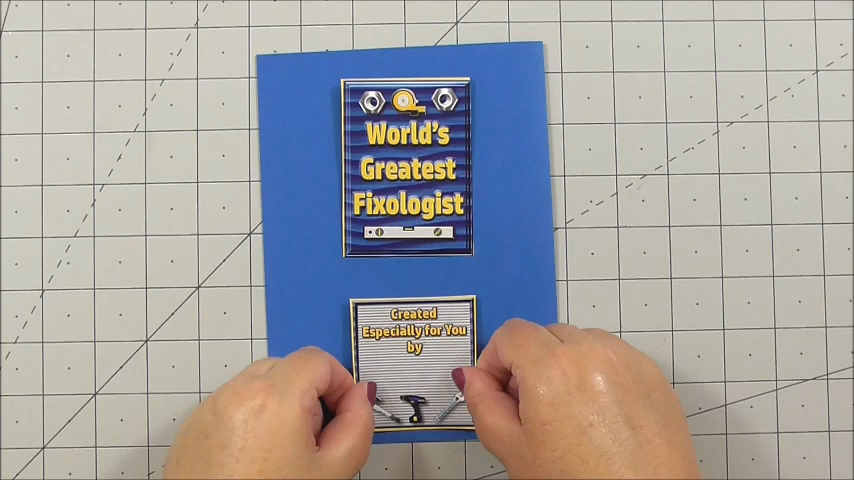 World's
Greatest
Fixologist
Created
Especially for You
by